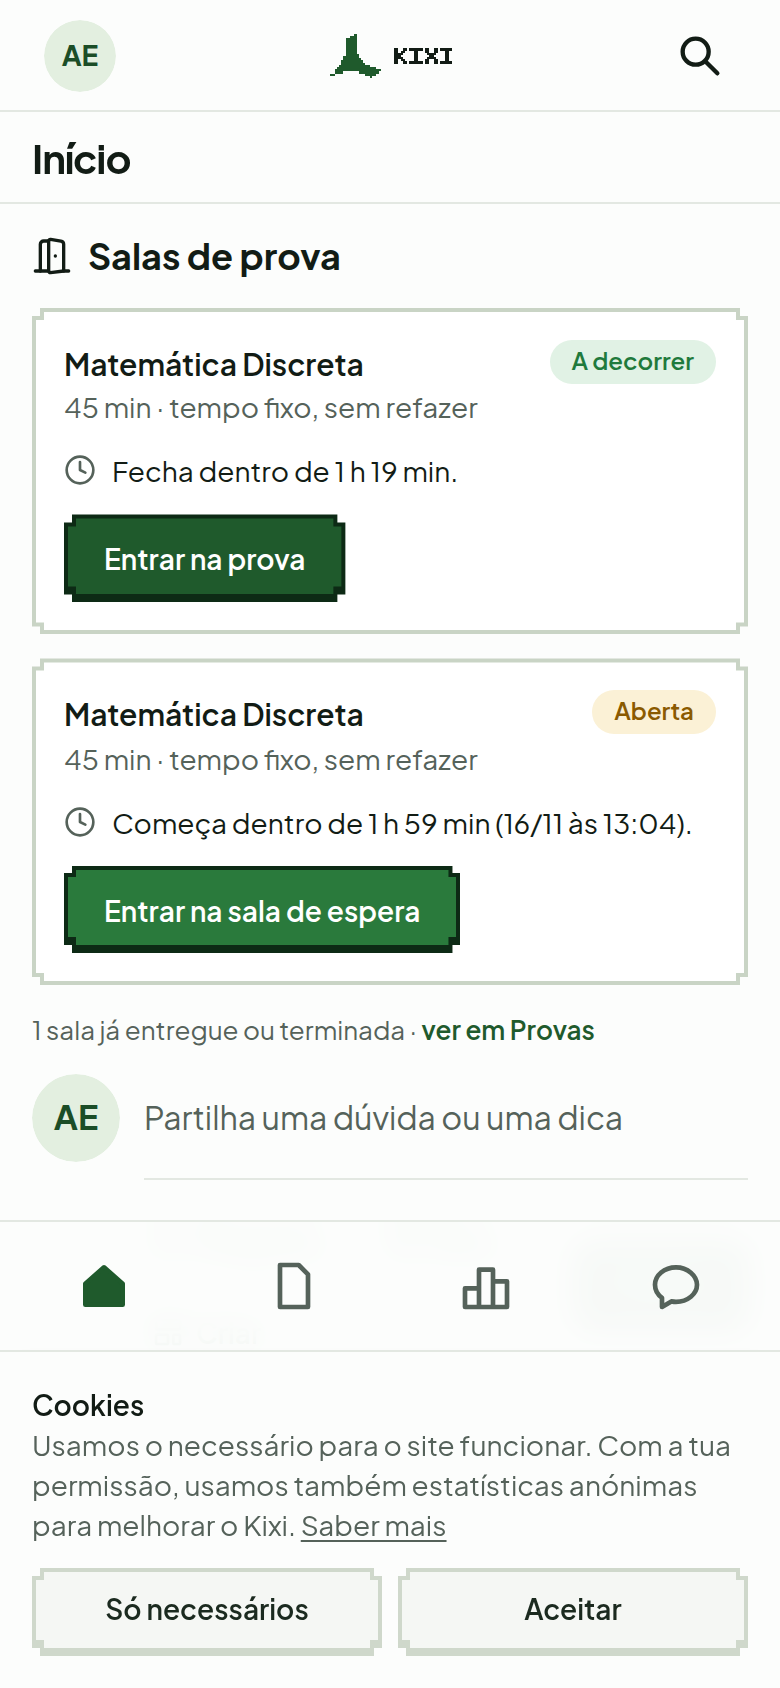 AE
KIXI
Início
Salas de prova
Matemática Discreta
A decorrer
45 min · tempo fixo, sem refazer
Fecha dentro de 1 h 19 min.
Entrar na prova
Matemática Discreta
Aberta
45 min · tempo fixo, sem refazer
Começa dentro de 1 h 59 min (16/11 às 13:04).
Entrar na sala de espera
1 sala já entregue ou terminada · ver em Provas
AE
Partilha uma dúvida ou uma dica
Cookies
Usamos o necessário para o site funcionar. Com a tua
permissão, usamos também estatísticas anónimas
para melhorar o Kixi. Saber mais
Só necessários
Aceitar